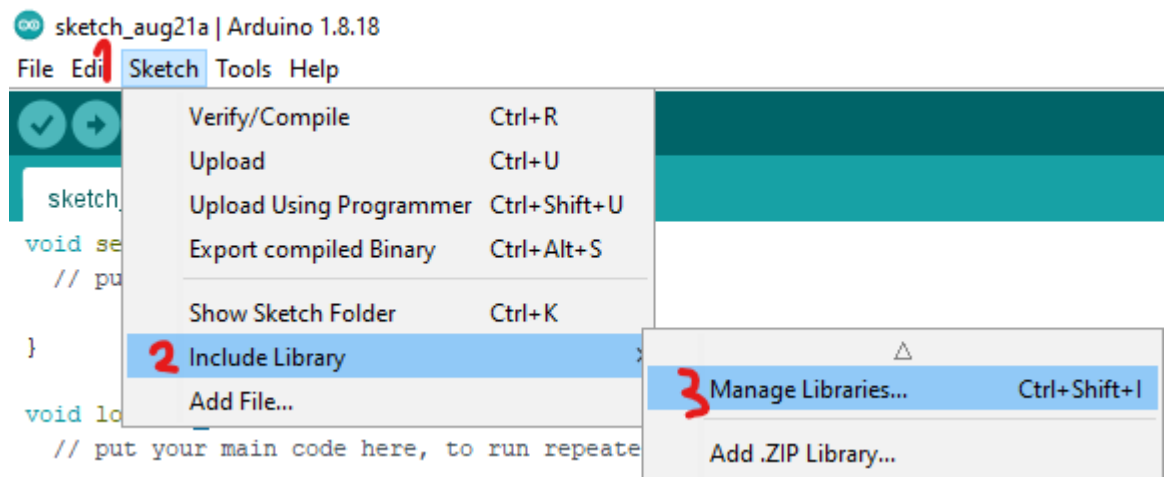 sketch_aug21a | Arduino 1.8.18
1
File Edi Sketch Tools Help
Verify/Compile Ctrl+R
Upload Ctrl+U
sketch_
Upload Using Programmer Ctrl+Shift+U
void se
Export compiled Binary Ctrl+Alt+S
// pu
Show Sketch Folder Ctrl+K
}
2 Include Library
3 Manage Libraries... Ctrl+Shift+I
Add File...
void lo
// put your main code here, to run repeate
Add .ZIP Library...